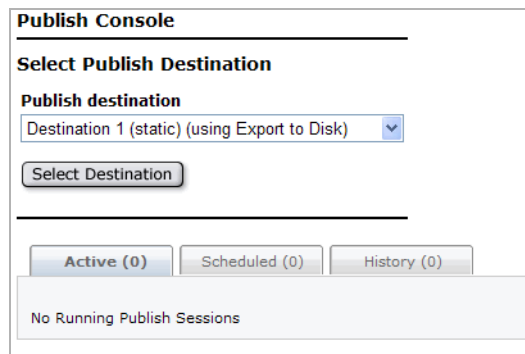 Publish Console
Select Publish Destination
Publish destination
Destination 1 (static) (using Export to Disk)
Select Destination
Active (0) Scheduled (0) History (0)
No Running Publish Sessions